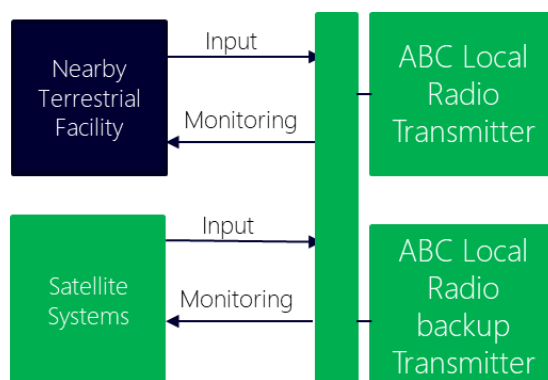 Input
Nearby
Terrestrial
Facility
Monitoring
ABC Local
Radio
Transmitter
Input
Satellite
Systems
Monitoring
ABC Local
Radio
backup
Transmitter